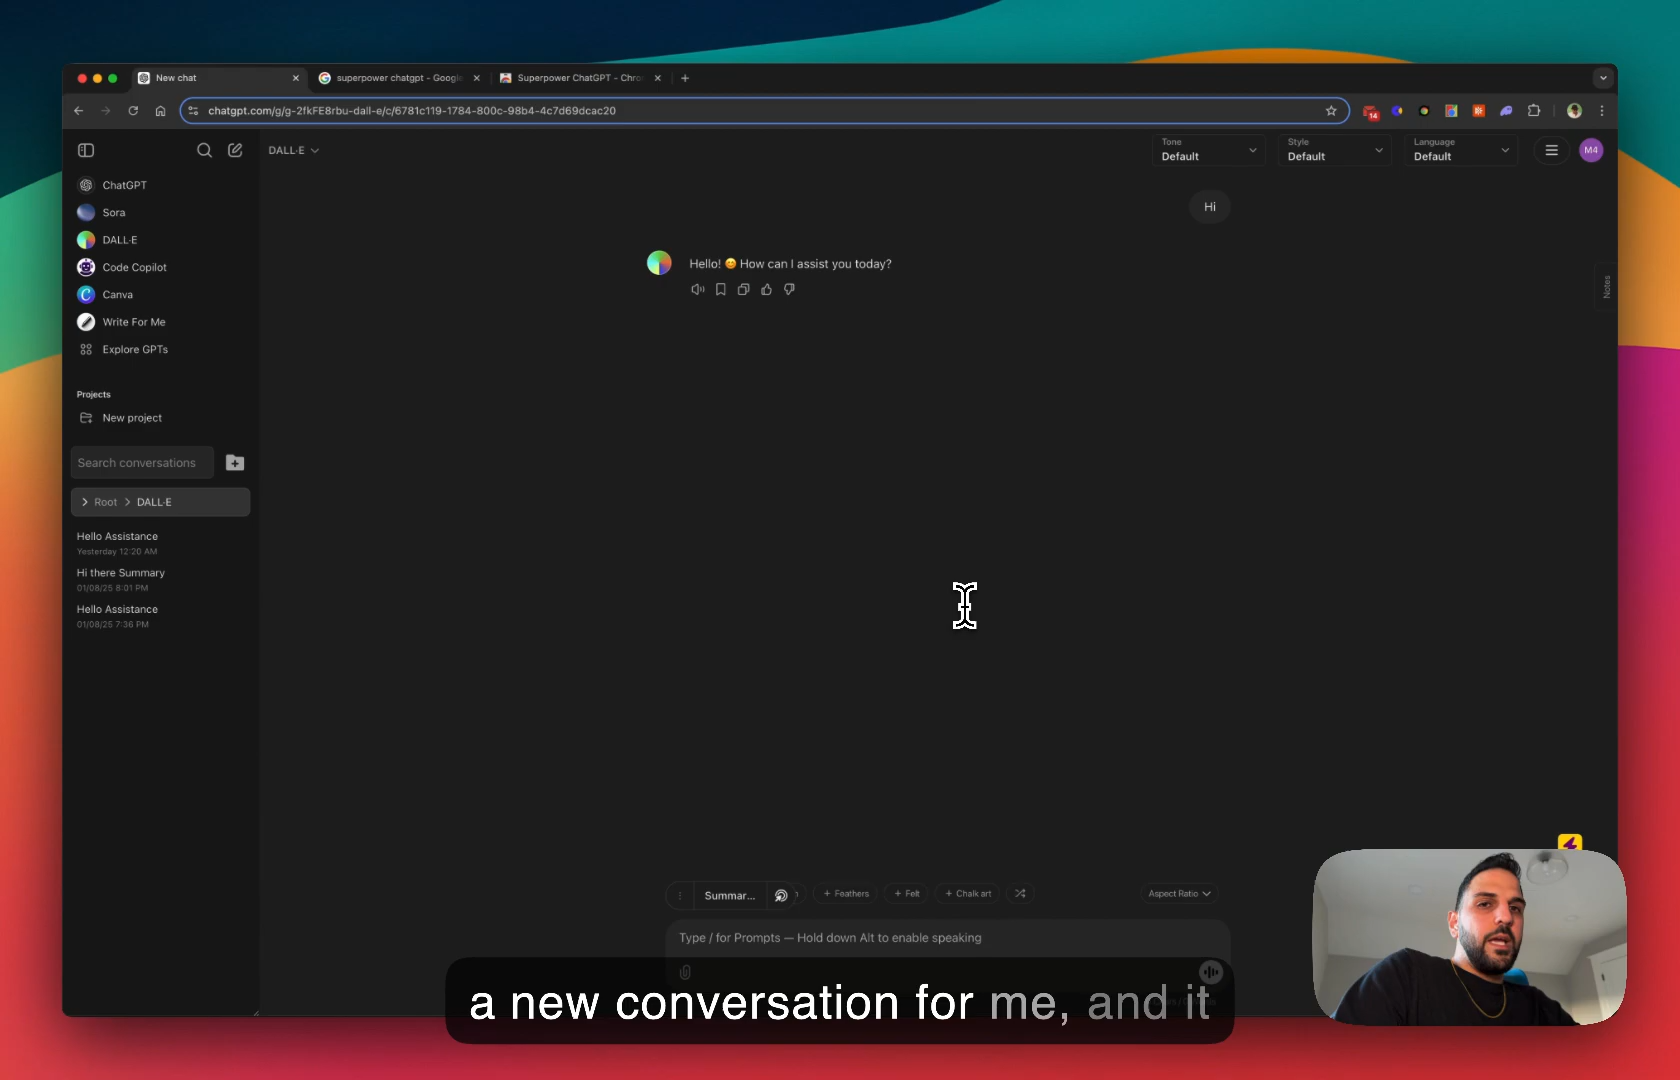 New chat
superpower chatgpt - Google
Superpower ChatGPT - Chro
chatgpt.com/g/g-2fkFE8rbu-dall-e/c/6781c119-1784-800c-98b4-4c7d69dcac20
14
DALL·E
Tone
Default
Style
Default
Language
Default
M4
ChatGPT
Sora
DALL·E
Code Copilot
Canva
Write For Me
Explore GPTs
Projects
New project
Search conversations
Root > DALL·E
Hello Assistance
Yesterday 12:20 AM
Hi there Summary
01/08/25 8:01 PM
Hello Assistance
01/08/25 7:36 PM
Hi
Hello! 😊 How can I assist you today?
Notes
Summar...
+ Feathers
+ Felt
+ Chalk art
Aspect Ratio
Type / for Prompts — Hold down Alt to enable speaking
a new conversation for me, and it